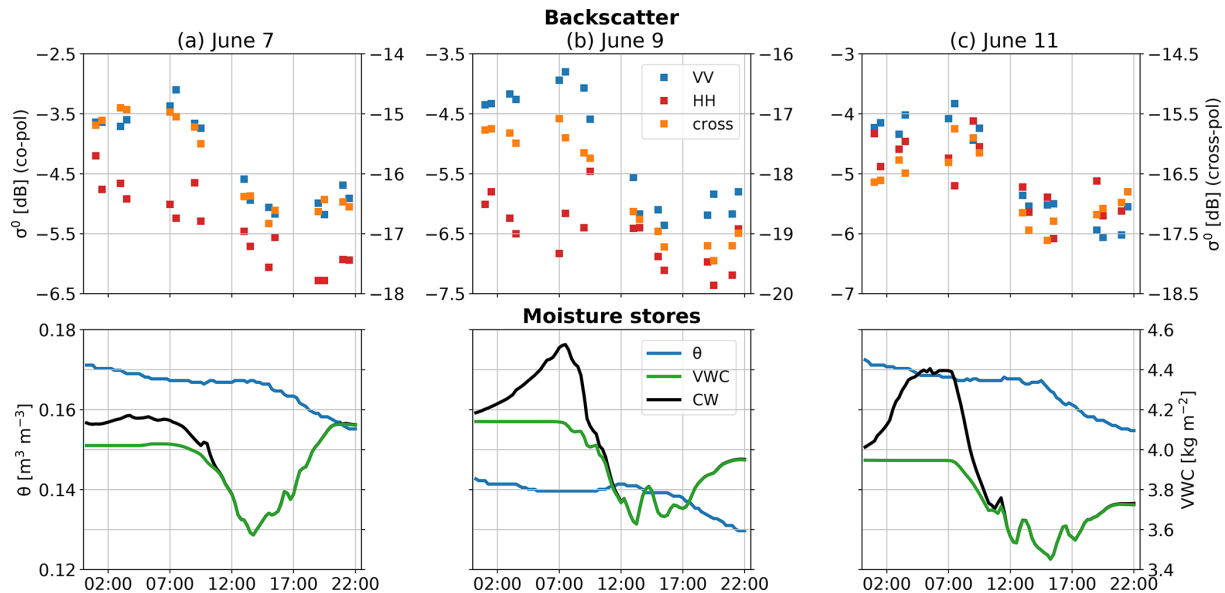 Backscatter
(a) June 7
(b) June 9
(c) June 11
σ⁰ [dB] (co-pol)
−2.5
−3.5
−4.5
−5.5
−6.5
−14
−15
−16
−17
−18
−3.5
−4.5
−5.5
−6.5
−7.5
VV
HH
cross
−16
−17
−18
−19
−20
−3
−4
−5
−6
−7
−14.5
−15.5
−16.5
−17.5
−18.5
σ⁰ [dB] (cross-pol)
Moisture stores
θ [m³ m⁻³]
0.18
0.16
0.14
0.12
02:00 07:00 12:00 17:00 22:00
θ
VWC
CW
02:00 07:00 12:00 17:00 22:00
4.6
4.4
4.2
4.0
3.8
3.6
3.4
VWC [kg m⁻²]
02:00 07:00 12:00 17:00 22:00